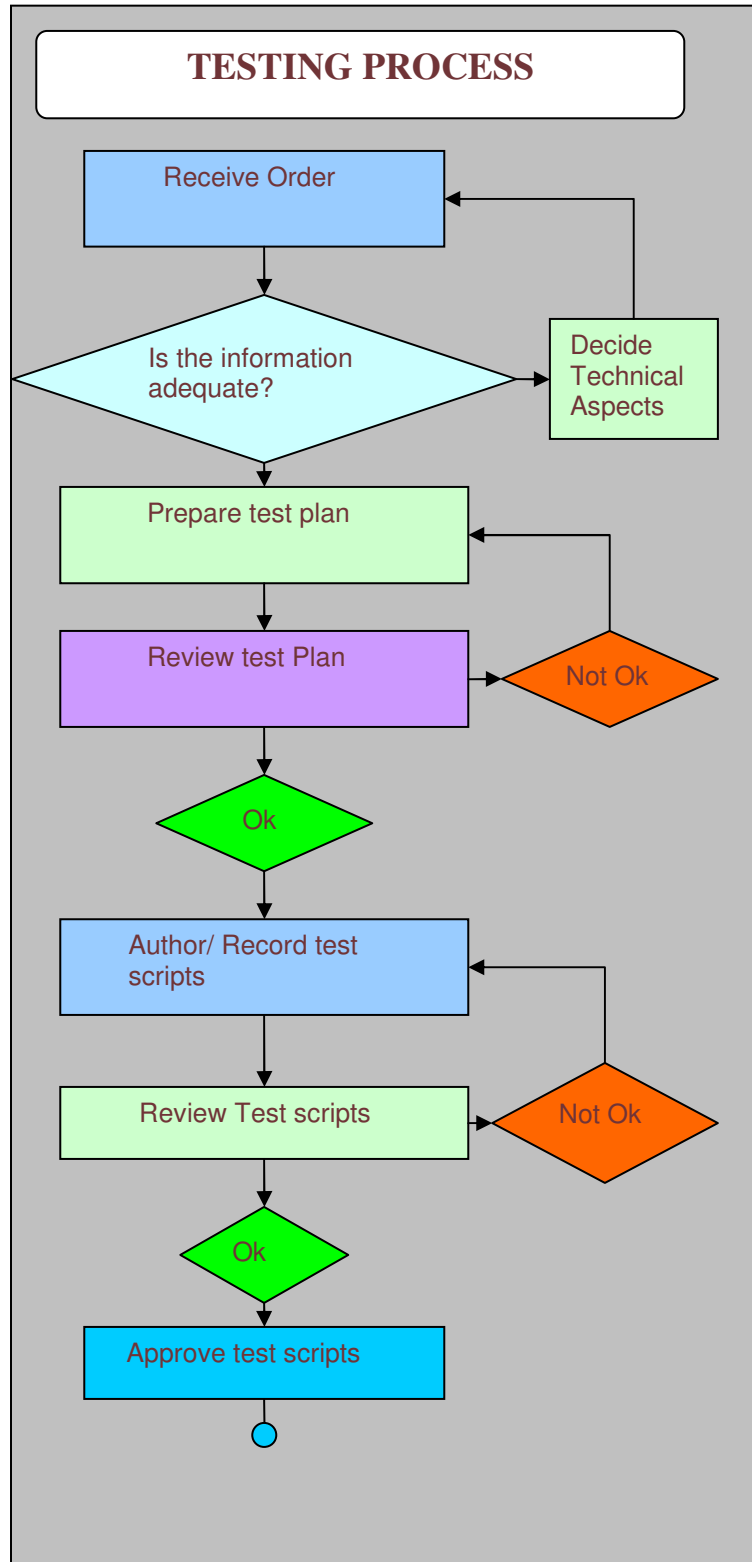 TESTING PROCESS
Receive Order
Is the information
adequate?
Decide
Technical
Aspects
Prepare test plan
Review test Plan
Not Ok
Ok
Author/ Record test
scripts
Review Test scripts
Not Ok
Ok
Approve test scripts